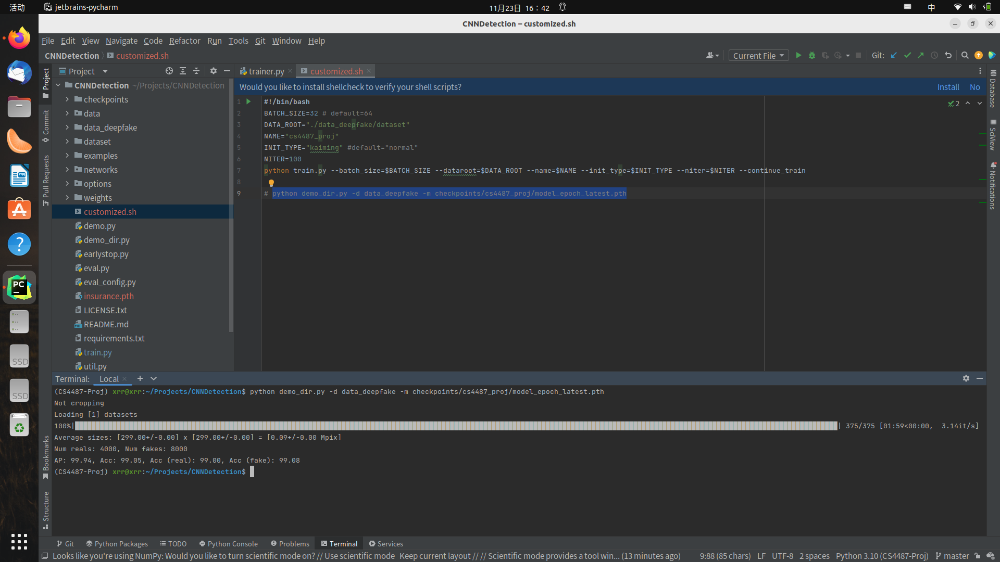 活动
jetbrains-pycharm
11月23日 16：42
中
CNNDetection – customized.sh
File Edit View Navigate Code Refactor Run Tools Git Window Help
CNNDetection customized.sh
Current File
Git:
Project
trainer.py
customized.sh
Would you like to install shellcheck to verify your shell scripts?
Install No
CNNDetection ~/Projects/CNNDetection
checkpoints
data
data_deepfake
dataset
examples
networks
options
weights
customized.sh
demo.py
demo_dir.py
earlystop.py
eval.py
eval_config.py
insurance.pth
LICENSE.txt
README.md
requirements.txt
train.py
util.py
1 #!/bin/bash
2 BATCH_SIZE=32 # default=64
3 DATA_ROOT="./data_deepfake/dataset"
4 NAME="cs4487_proj"
5 INIT_TYPE="kaiming" #default="normal"
6 NITER=100
7 python train.py --batch_size=$BATCH_SIZE --dataroot=$DATA_ROOT --name=$NAME --init_type=$INIT_TYPE --niter=$NITER --continue_train
8
9 # python demo_dir.py -d data_deepfake -m checkpoints/cs4487_proj/model_epoch_latest.pth
2
Project
Commit
Pull Requests
Bookmarks
Structure
Database
SciView
Notifications
PC
?
SSD
SSD
Terminal: Local
(CS4487-Proj) xrr@xrr:~/Projects/CNNDetection$ python demo_dir.py -d data_deepfake -m checkpoints/cs4487_proj/model_epoch_latest.pth
Not cropping
Loading [1] datasets
100%| | 375/375 [01:59<00:00, 3.14it/s]
Average sizes: [299.00+/-0.00] x [299.00+/-0.00] = [0.09+/-0.00 Mpix]
Num reals: 4000, Num fakes: 8000
AP: 99.94, Acc: 99.05, Acc (real): 99.00, Acc (fake): 99.08
(CS4487-Proj) xrr@xrr:~/Projects/CNNDetection$
Git Python Packages TODO Python Console Problems Terminal Services
Looks like you're using NumPy: Would you like to turn scientific mode on? // Use scientific mode Keep current layout // // Scientific mode provides a tool win... (13 minutes ago)
9:88 (85 chars) LF UTF-8 2 spaces Python 3.10 (CS4487-Proj) master